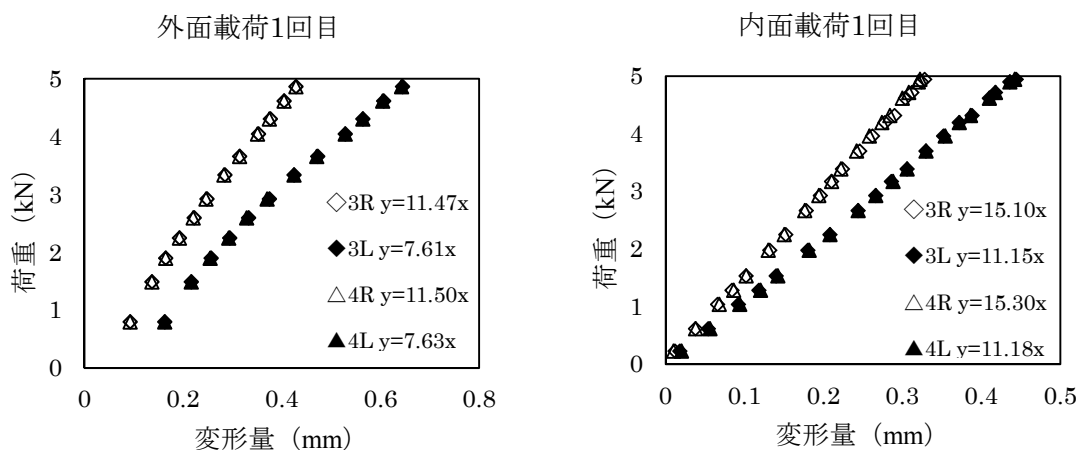 外面載荷1回目
5
4
3
2
1
0
荷重（kN）
3R y=11.47x
3L y=7.61x
4R y=11.50x
4L y=7.63x
0 0.2 0.4 0.6 0.8
変形量（mm）
内面載荷1回目
5
4
3
2
1
0
荷重（kN）
3R y=15.10x
3L y=11.15x
4R y=15.30x
4L y=11.18x
0 0.1 0.2 0.3 0.4 0.5
変形量（mm）